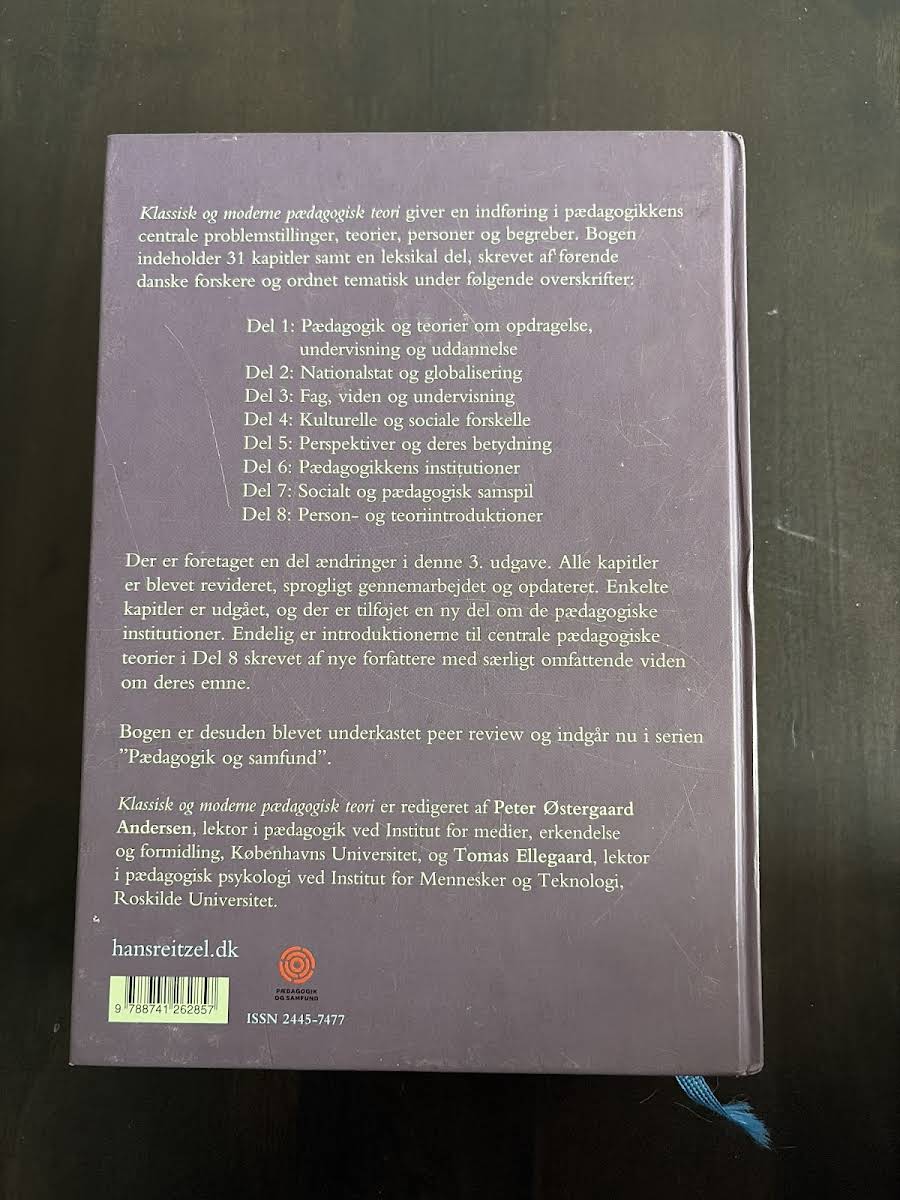 Klassisk og moderne pædagogisk teori giver en indføring i pædagogikkens
centrale problemstillinger, teorier, personer og begreber. Bogen
indeholder 31 kapitler samt en leksikal del, skrevet af førende
danske forskere og ordnet tematisk under følgende overskrifter:
Del 1: Pædagogik og teorier om opdragelse,
undervisning og uddannelse
Del 2: Nationalstat og globalisering
Del 3: Fag, viden og undervisning
Del 4: Kulturelle og sociale forskelle
Del 5: Perspektiver og deres betydning
Del 6: Pædagogikkens institutioner
Del 7: Socialt og pædagogisk samspil
Del 8: Person- og teoriintroduktioner
Der er foretaget en del ændringer i denne 3. udgave. Alle kapitler
er blevet revideret, sprogligt gennemarbejdet og opdateret. Enkelte
kapitler er udgået, og der er tilføjet en ny del om de pædagogiske
institutioner. Endelig er introduktionerne til centrale pædagogiske
teorier i Del 8 skrevet af nye forfattere med særligt omfattende viden
om deres emne.
Bogen er desuden blevet underkastet peer review og indgår nu i serien
”Pædagogik og samfund”.
Klassisk og moderne pædagogisk teori er redigeret af Peter Østergaard
Andersen, lektor i pædagogik ved Institut for medier, erkendelse
og formidling, Københavns Universitet, og Tomas Ellegaard, lektor
i pædagogisk psykologi ved Institut for Mennesker og Teknologi,
Roskilde Universitet.
hansreitzel.dk
9 788741 262857
PÆDAGOGIK
OG SAMFUND
ISSN 2445-7477